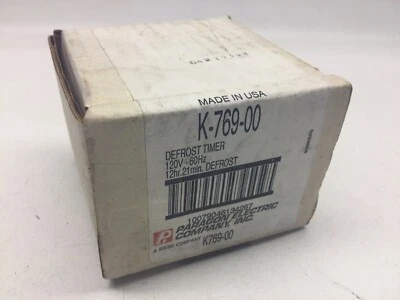 MADE IN USA
K-769-00
DEFROST TIMER
120V ~60Hz
12hr. 21min. DEFROST
PARAGON ELECTRIC
COMPANY, INC.
K769-00